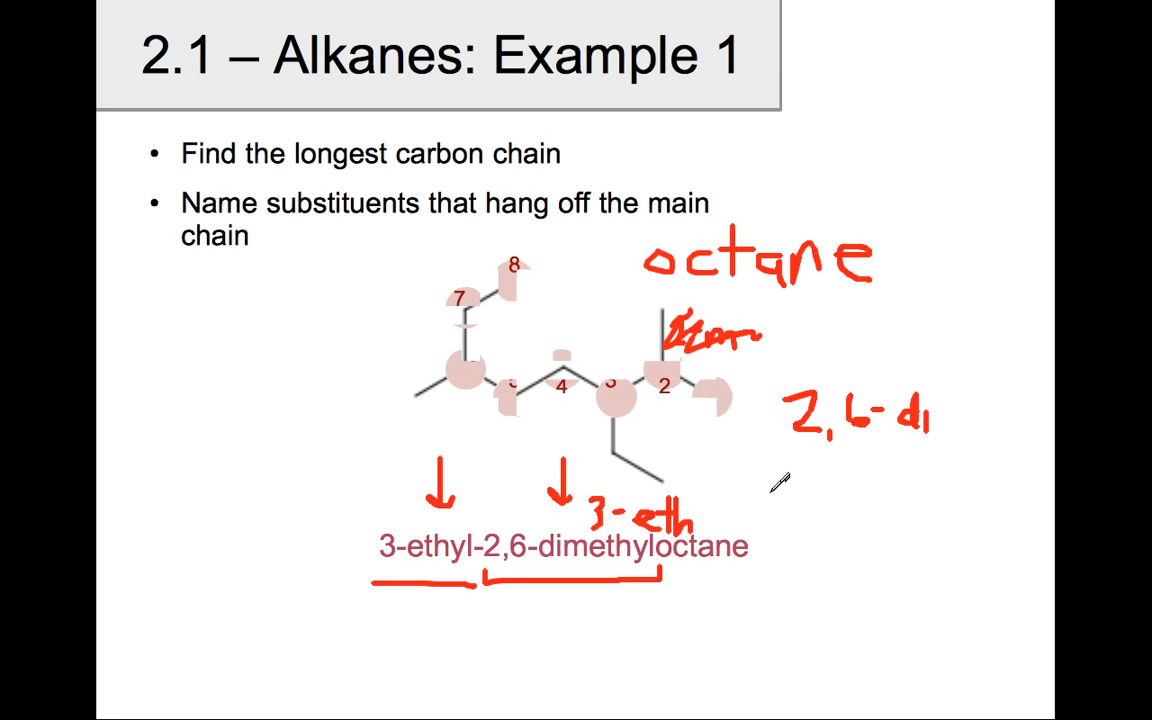 2.1 – Alkanes: Example 1
• Find the longest carbon chain
• Name substituents that hang off the main
chain
octane
8
7
4
2
2,6-di
3-eth
3-ethyl-2,6-dimethyloctane